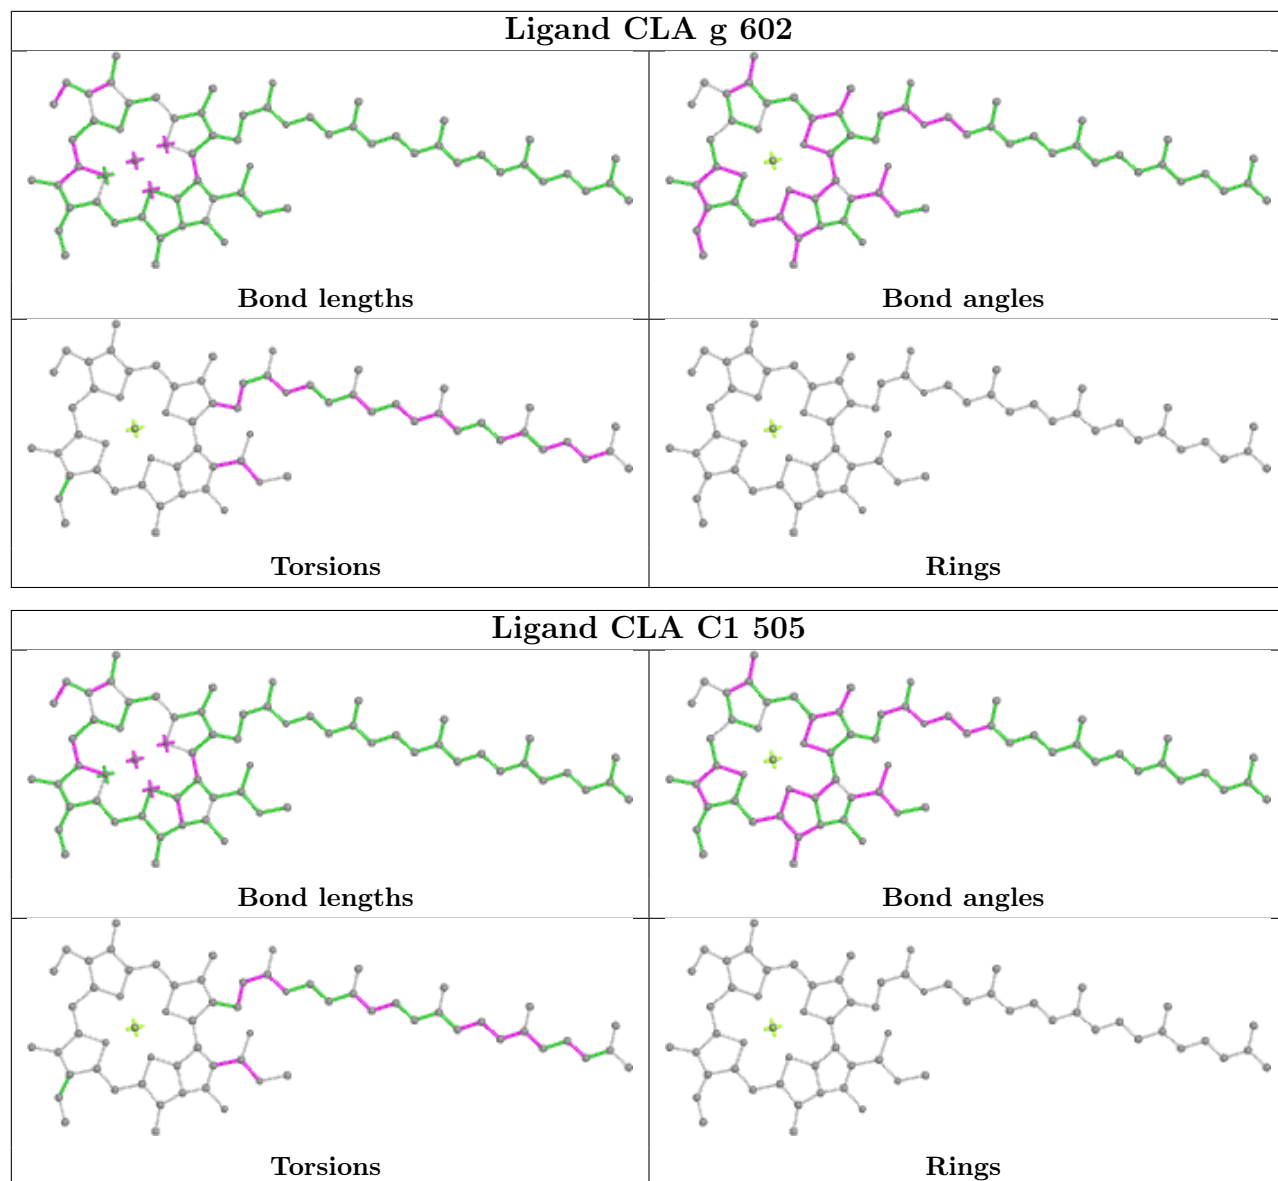 Ligand CLA g 602
Bond lengths
Bond angles
Torsions
Rings
Ligand CLA C1 505
Bond lengths
Bond angles
Torsions
Rings